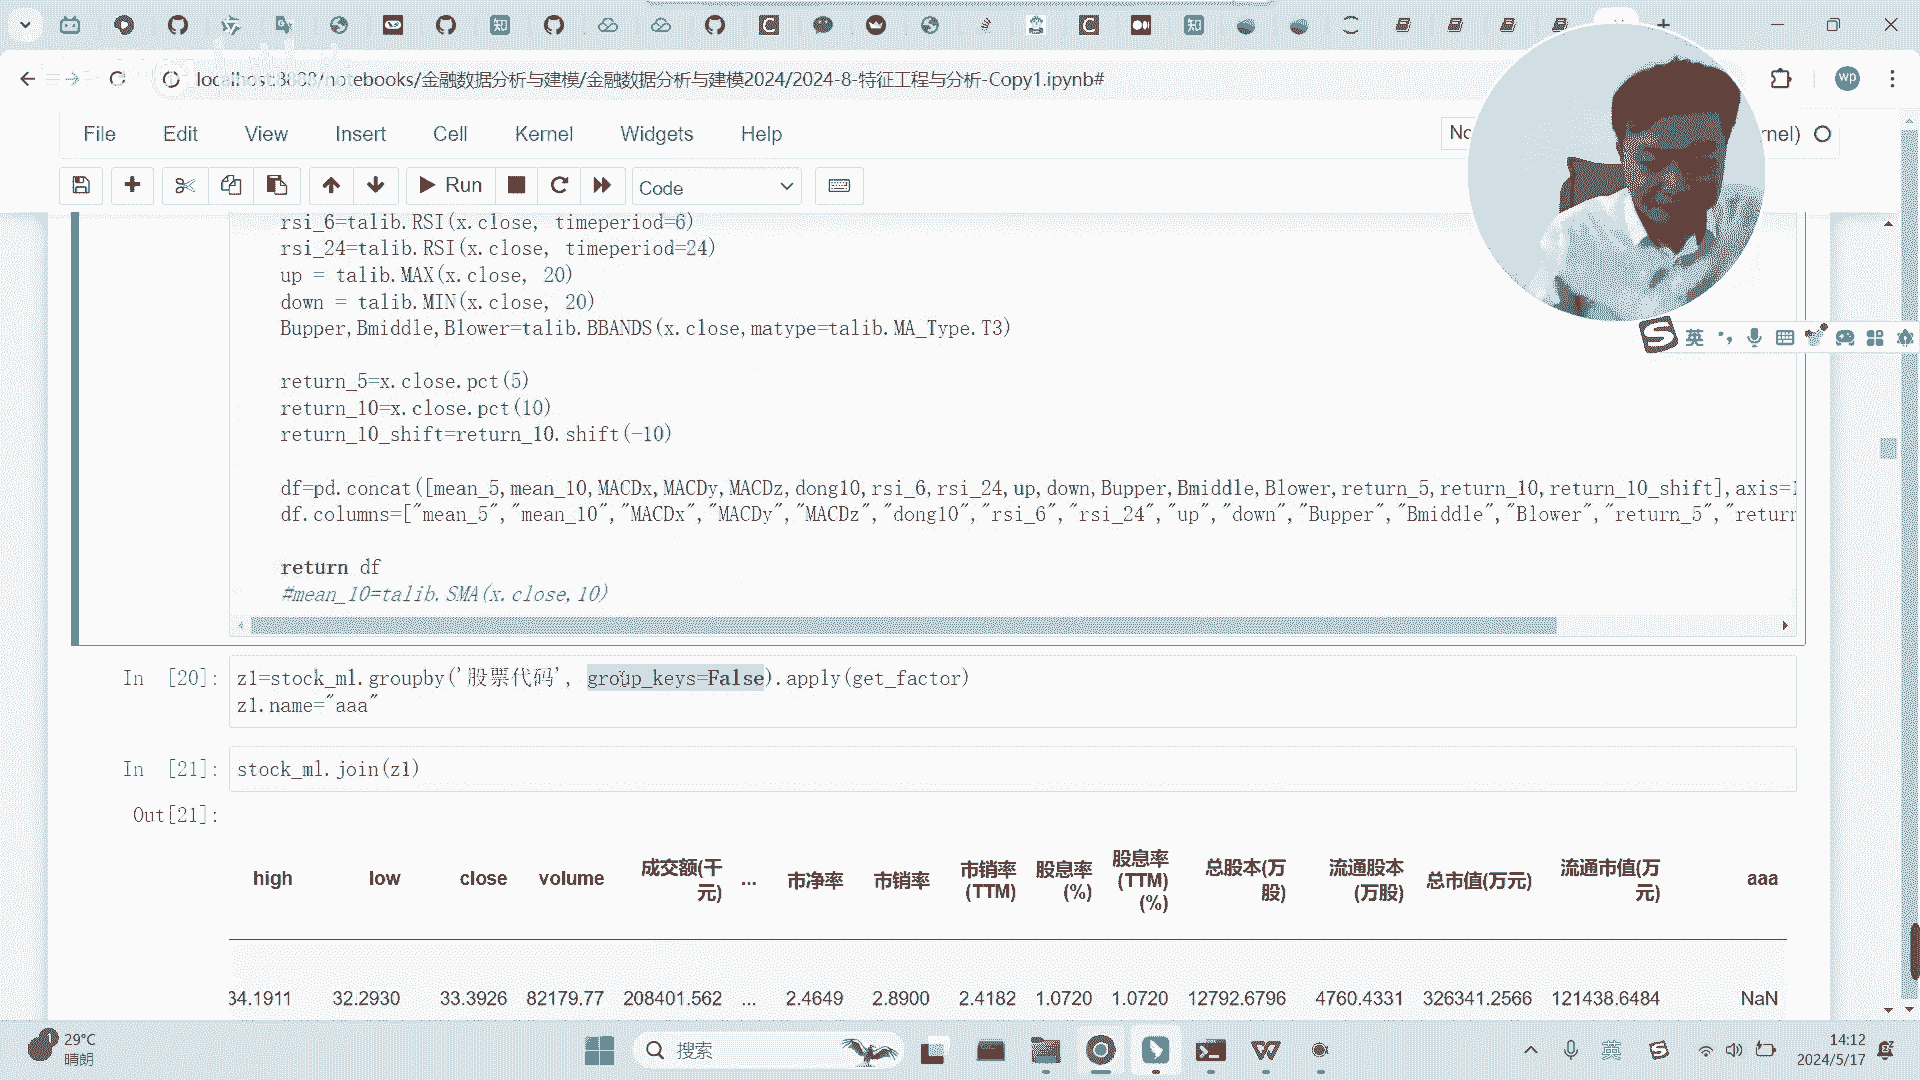 localhost:8888/notebooks/金融数据分析与建模/金融数据分析与建模2024/2024-8-特征工程与分析-Copy1.ipynb#
wp
File Edit View Insert Cell Kernel Widgets Help
Run
Code
rsi_6=talib.RSI(x.close, timeperiod=6)
rsi_24=talib.RSI(x.close, timeperiod=24)
up = talib.MAX(x.close, 20)
down = talib.MIN(x.close, 20)
Bupper,Bmiddle,Blower=talib.BBANDS(x.close,matype=talib.MA_Type.T3)
英
return_5=x.close.pct(5)
return_10=x.close.pct(10)
return_10_shift=return_10.shift(-10)
df=pd.concat([mean_5,mean_10,MACDx,MACDy,MACDz,dong10,rsi_6,rsi_24,up,down,Bupper,Bmiddle,Blower,return_5,return_10,return_10_shift],axis=1
df.columns=["mean_5","mean_10","MACDx","MACDy","MACDz","dong10","rsi_6","rsi_24","up","down","Bupper","Bmiddle","Blower","return_5","return
return df
#mean_10=talib.SMA(x.close,10)
In [20]: z1=stock_ml.groupby('股票代码', group_keys=False).apply(get_factor)
z1.name="aaa"
In [21]: stock_ml.join(z1)
Out[21]:
high low close volume 成交额(千元) ... 市净率 市销率 市销率(TTM) 股息率(%) 股息率(TTM)(%) 总股本(万股) 流通股本(万股) 总市值(万元) 流通市值(万元) aaa
34.1911 32.2930 33.3926 82179.77 208401.562 ... 2.4649 2.8900 2.4182 1.0720 1.0720 12792.6796 4760.4331 326341.2566 121438.6484 NaN
29°C
晴朗
搜索
英
14:12
2024/5/17